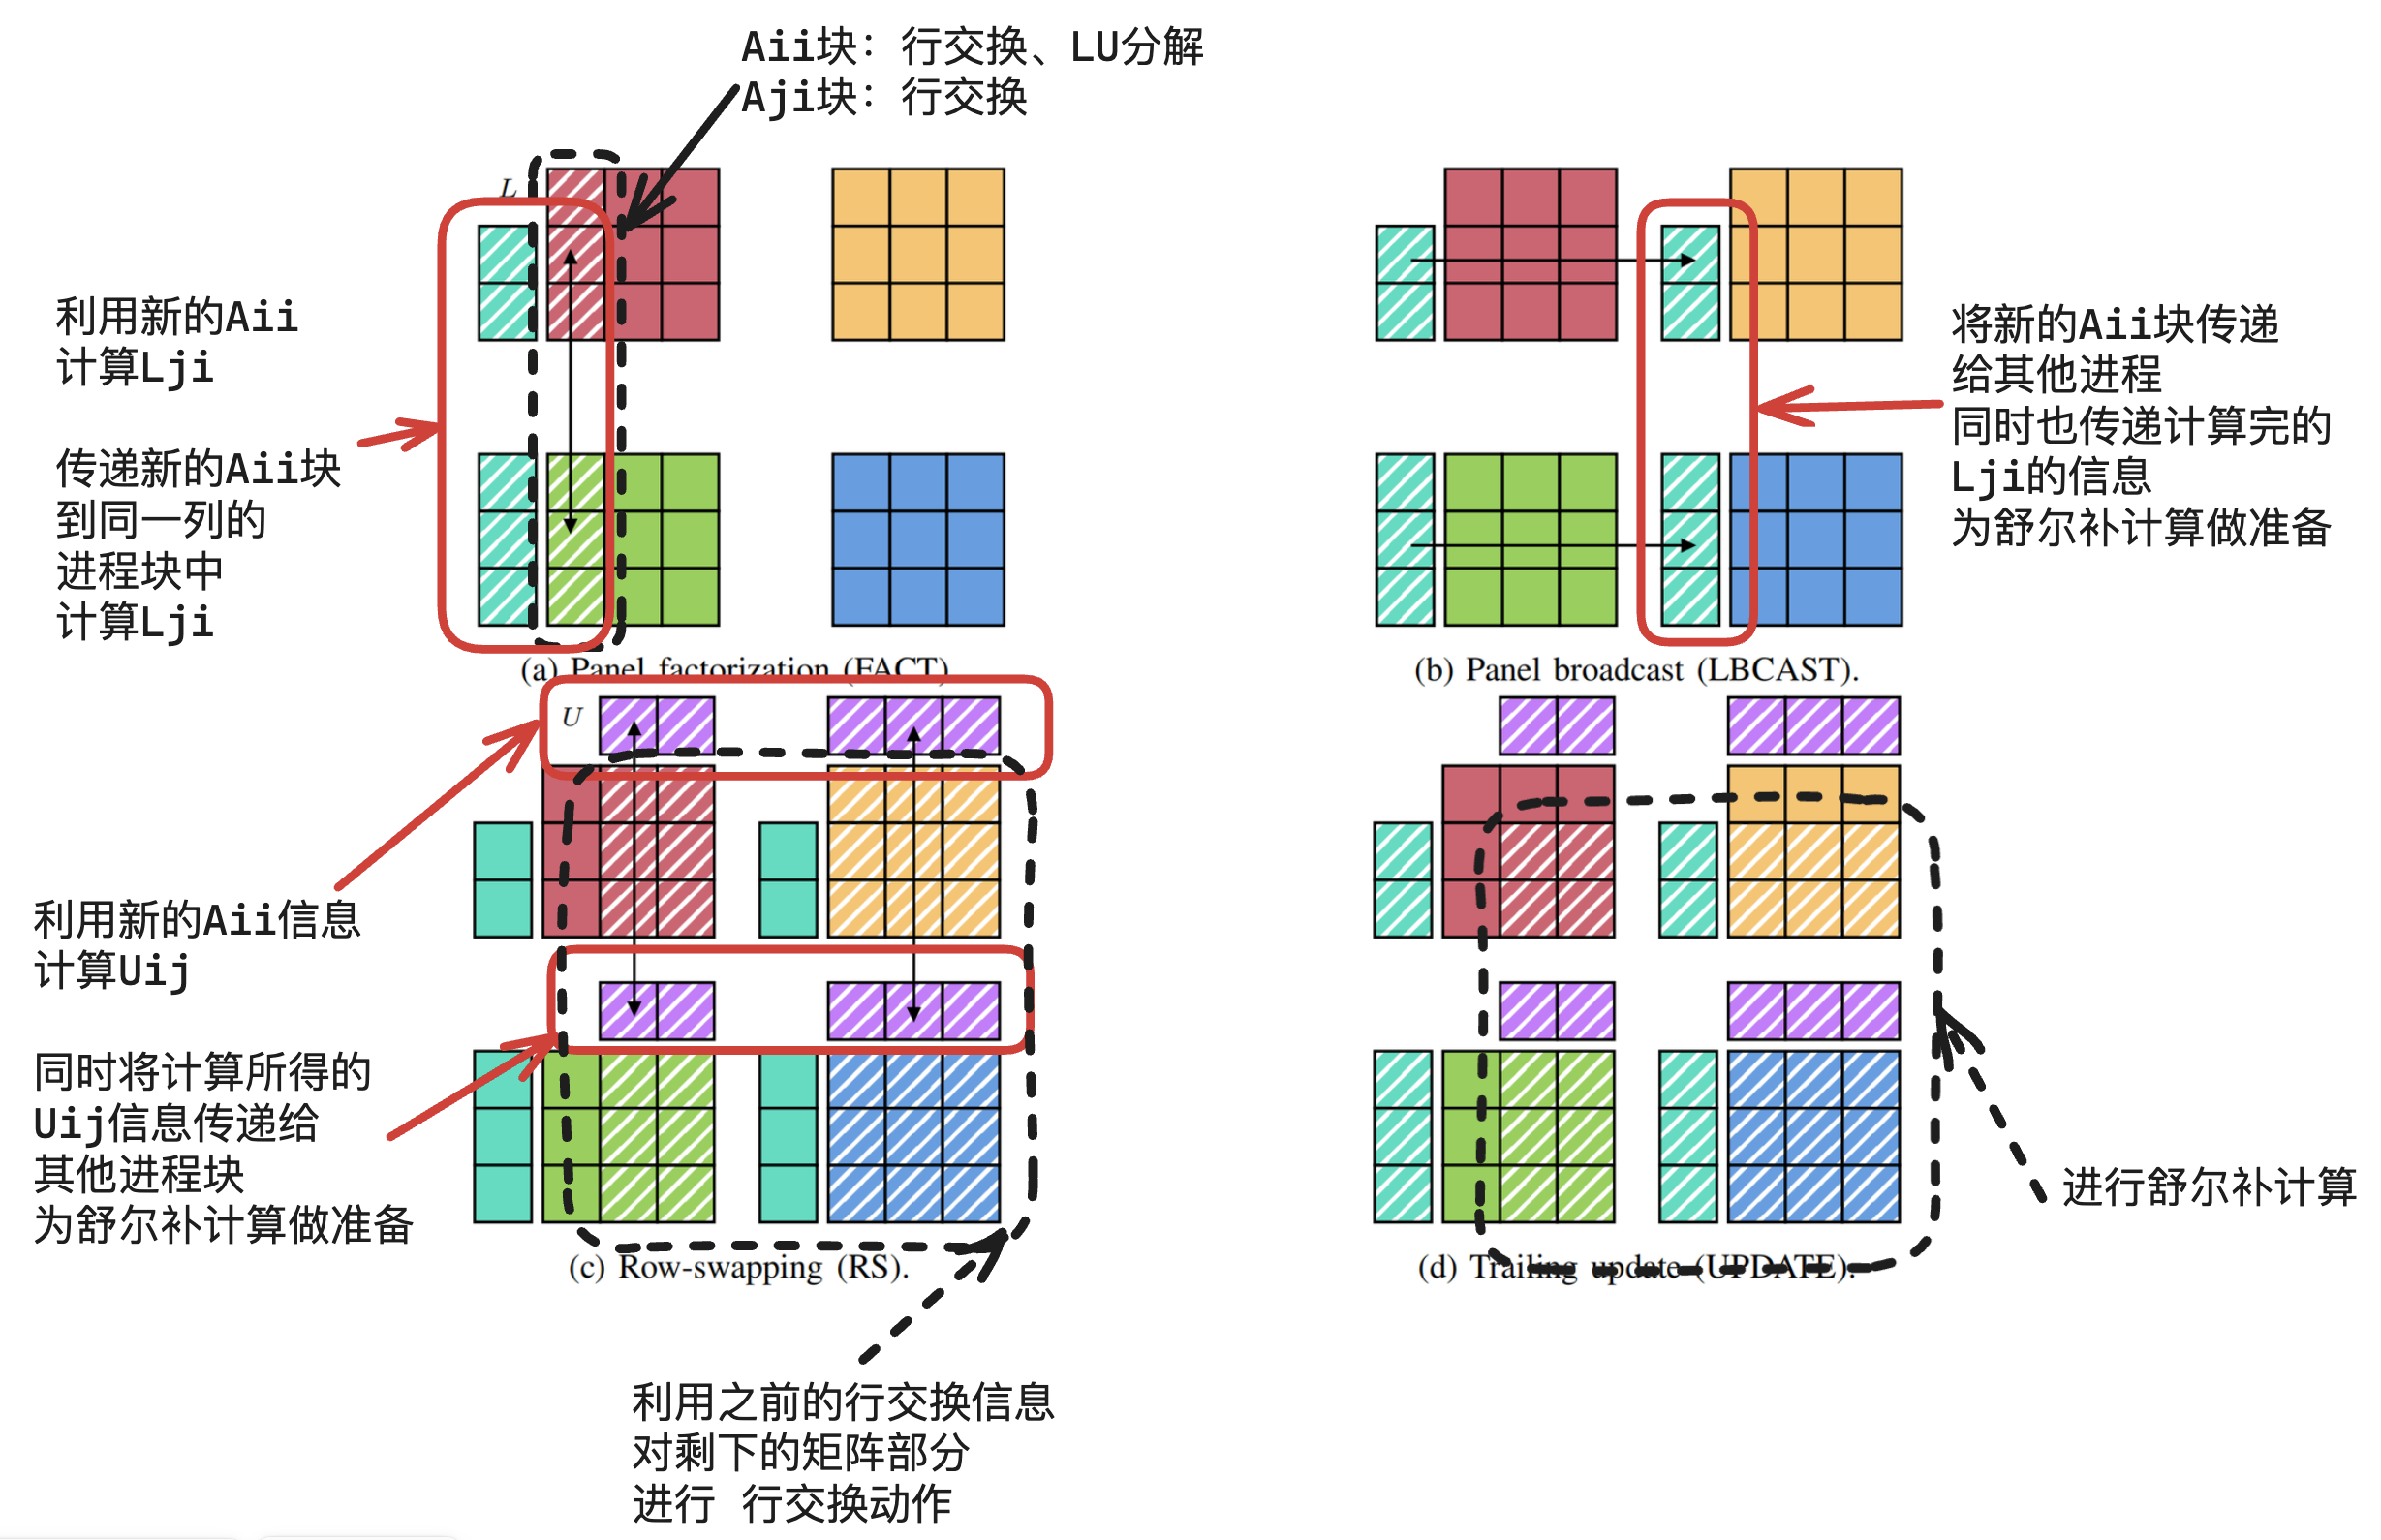 Aii块：行交换、LU分解
Aji块：行交换
L
利用新的Aii
计算Lji
传递新的Aii块
到同一列的
进程块中
计算Lji
将新的Aii块传递
给其他进程
同时也传递计算完的
Lji的信息
为舒尔补计算做准备
(a) Panel factorization (FACT)
(b) Panel broadcast (LBCAST).
U
利用新的Aii信息
计算Uij
同时将计算所得的
Uij信息传递给
其他进程块
为舒尔补计算做准备
进行舒尔补计算
(c) Row-swapping (RS).
(d) Trailing update (UPDATE).
利用之前的行交换信息
对剩下的矩阵部分
进行 行交换动作